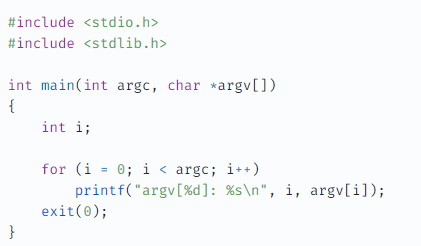 #include <stdio.h>
#include <stdlib.h>

int main(int argc, char *argv[])
{
    int i;

    for (i = 0; i < argc; i++)
        printf("argv[%d]: %s\n", i, argv[i]);
    exit(0);
}